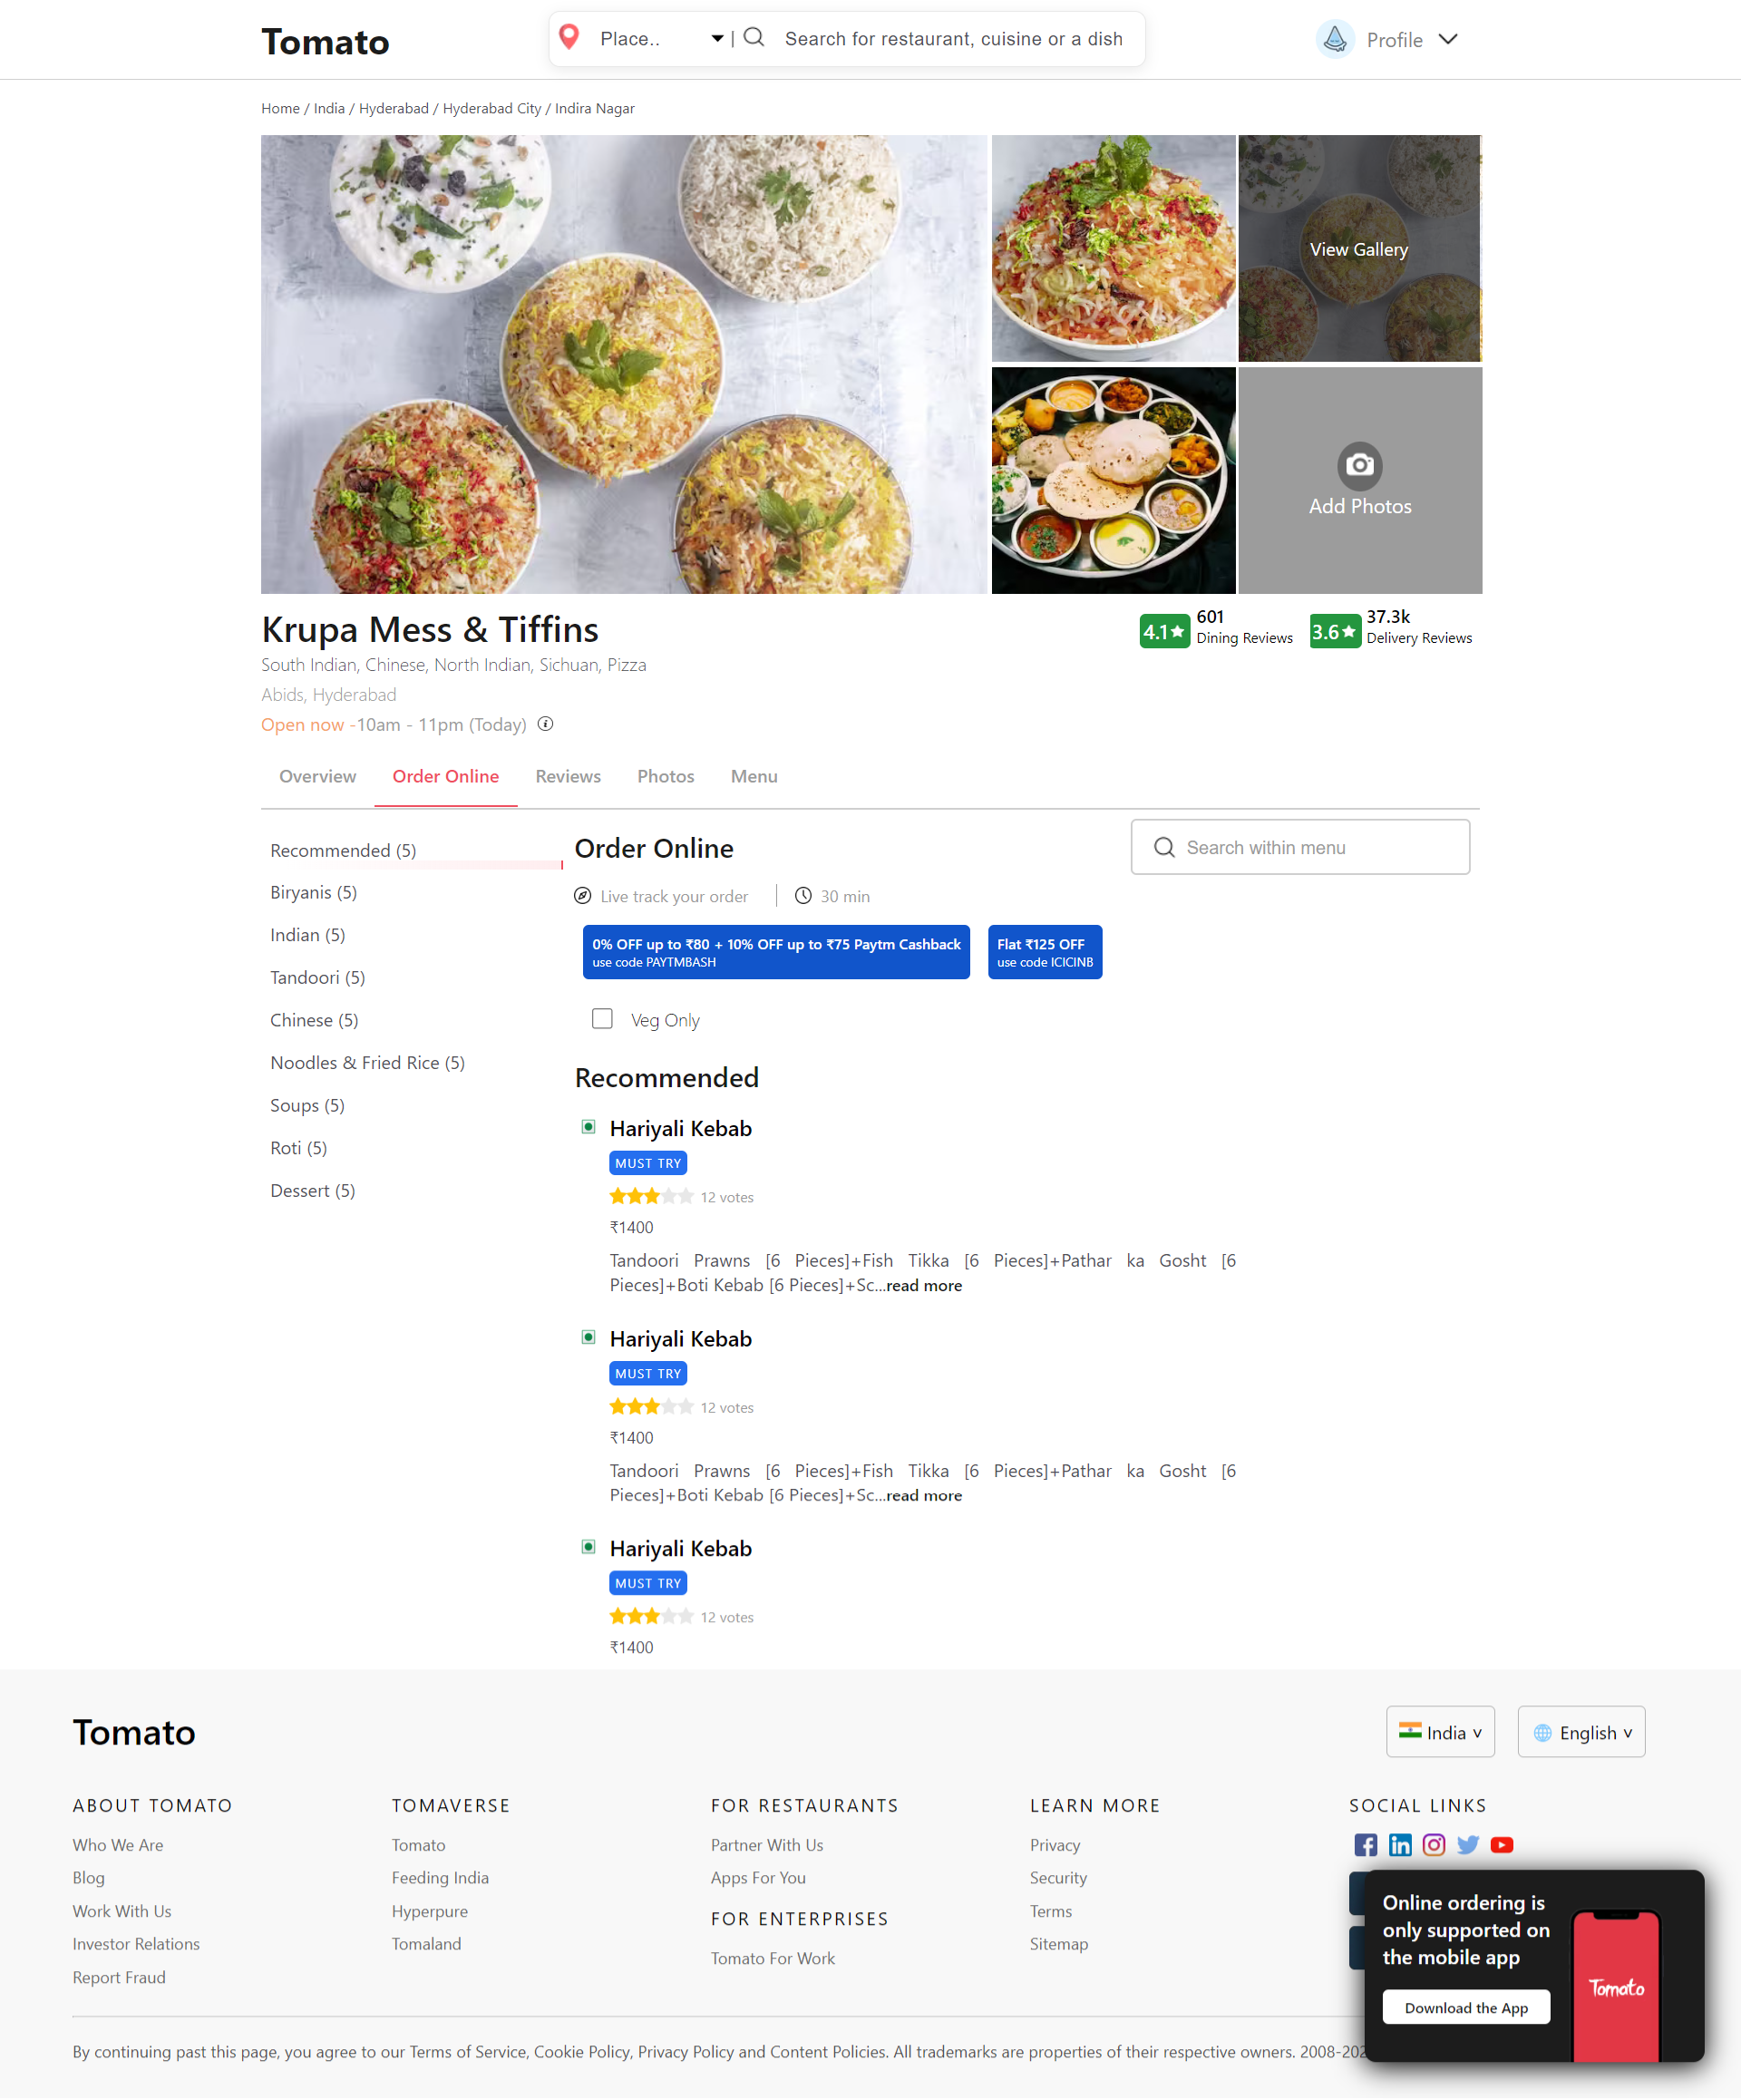 Tomato
Place..
|
Search for restaurant, cuisine or a dish
Profile
Home / India / Hyderabad / Hyderabad City / Indira Nagar
View Gallery
Add Photos
Krupa Mess & Tiffins
4.1★
601
Dining Reviews
3.6★
37.3k
Delivery Reviews
South Indian, Chinese, North Indian, Sichuan, Pizza
Abids, Hyderabad
Open now -10am - 11pm (Today)
Overview
Order Online
Reviews
Photos
Menu
Recommended (5)
Biryanis (5)
Indian (5)
Tandoori (5)
Chinese (5)
Noodles & Fried Rice (5)
Soups (5)
Roti (5)
Dessert (5)
Order Online
Search within menu
Live track your order
30 min
0% OFF up to ₹80 + 10% OFF up to ₹75 Paytm Cashback
use code PAYTMBASH
Flat ₹125 OFF
use code ICICINB
Veg Only
Recommended
Hariyali Kebab
MUST TRY
12 votes
₹1400
Tandoori Prawns [6 Pieces]+Fish Tikka [6 Pieces]+Pathar ka Gosht [6
Pieces]+Boti Kebab [6 Pieces]+Sc...read more
Hariyali Kebab
MUST TRY
12 votes
₹1400
Tandoori Prawns [6 Pieces]+Fish Tikka [6 Pieces]+Pathar ka Gosht [6
Pieces]+Boti Kebab [6 Pieces]+Sc...read more
Hariyali Kebab
MUST TRY
12 votes
₹1400
Tomato
India ˅
English ˅
ABOUT TOMATO
Who We Are
Blog
Work With Us
Investor Relations
Report Fraud
TOMAVERSE
Tomato
Feeding India
Hyperpure
Tomaland
FOR RESTAURANTS
Partner With Us
Apps For You
FOR ENTERPRISES
Tomato For Work
LEARN MORE
Privacy
Security
Terms
Sitemap
SOCIAL LINKS
Online ordering is
only supported on
the mobile app
Download the App
Tomato
By continuing past this page, you agree to our Terms of Service, Cookie Policy, Privacy Policy and Content Policies. All trademarks are properties of their respective owners. 2008-202